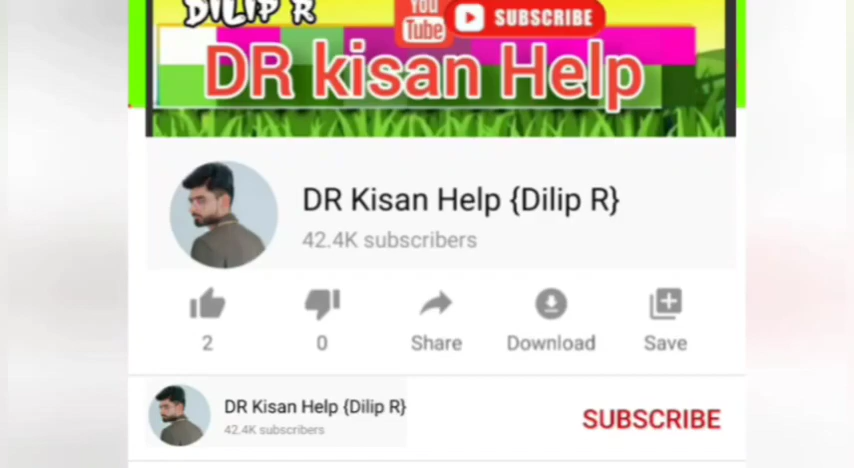 DILIP R
You
Tube
SUBSCRIBE
DR kisan Help
DR Kisan Help {Dilip R}
42.4K subscribers
2
0
Share
Download
Save
DR Kisan Help {Dilip R}
42.4K subscribers
SUBSCRIBE